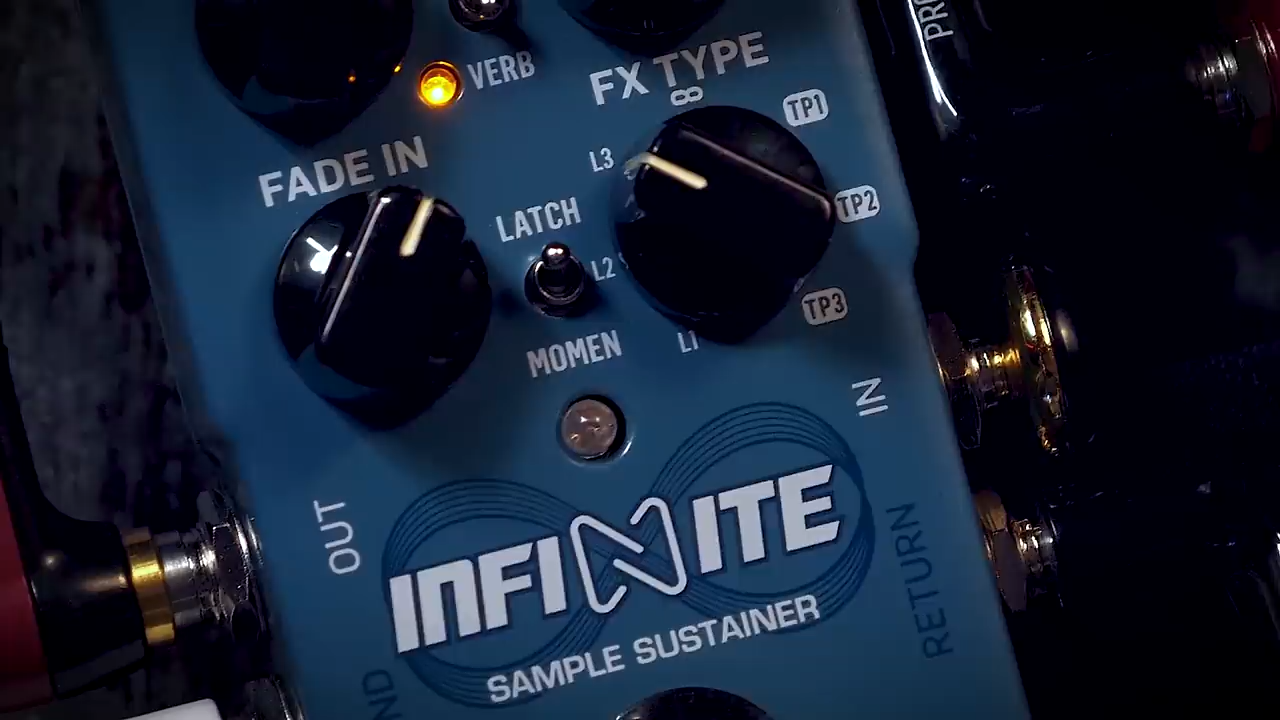 VERB
FX TYPE
∞
TP1
L3
FADE IN
TP2
LATCH
L2
TP3
MOMEN
L1
IN
OUT
INFINITE
RETURN
SAMPLE SUSTAINER